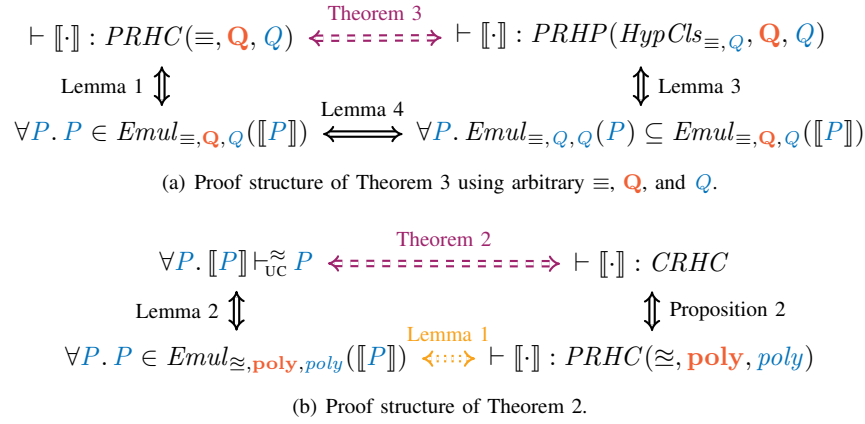 Theorem 3
⊢ ⟦·⟧ : PRHC(≡, Q, Q) ⊢ ⟦·⟧ : PRHP(HypCls≡,Q, Q, Q)
Lemma 1 Lemma 3
Lemma 4
∀P. P ∈ Emul≡,Q,Q(⟦P⟧) ∀P. Emul≡,Q,Q(P) ⊆ Emul≡,Q,Q(⟦P⟧)
(a) Proof structure of Theorem 3 using arbitrary ≡, Q, and Q.
Theorem 2
∀P. ⟦P⟧ ⊢≊UC P ⊢ ⟦·⟧ : CRHC
Lemma 2 Proposition 2
Lemma 1
∀P. P ∈ Emul≊,poly,poly(⟦P⟧) ⊢ ⟦·⟧ : PRHC(≊, poly, poly)
(b) Proof structure of Theorem 2.